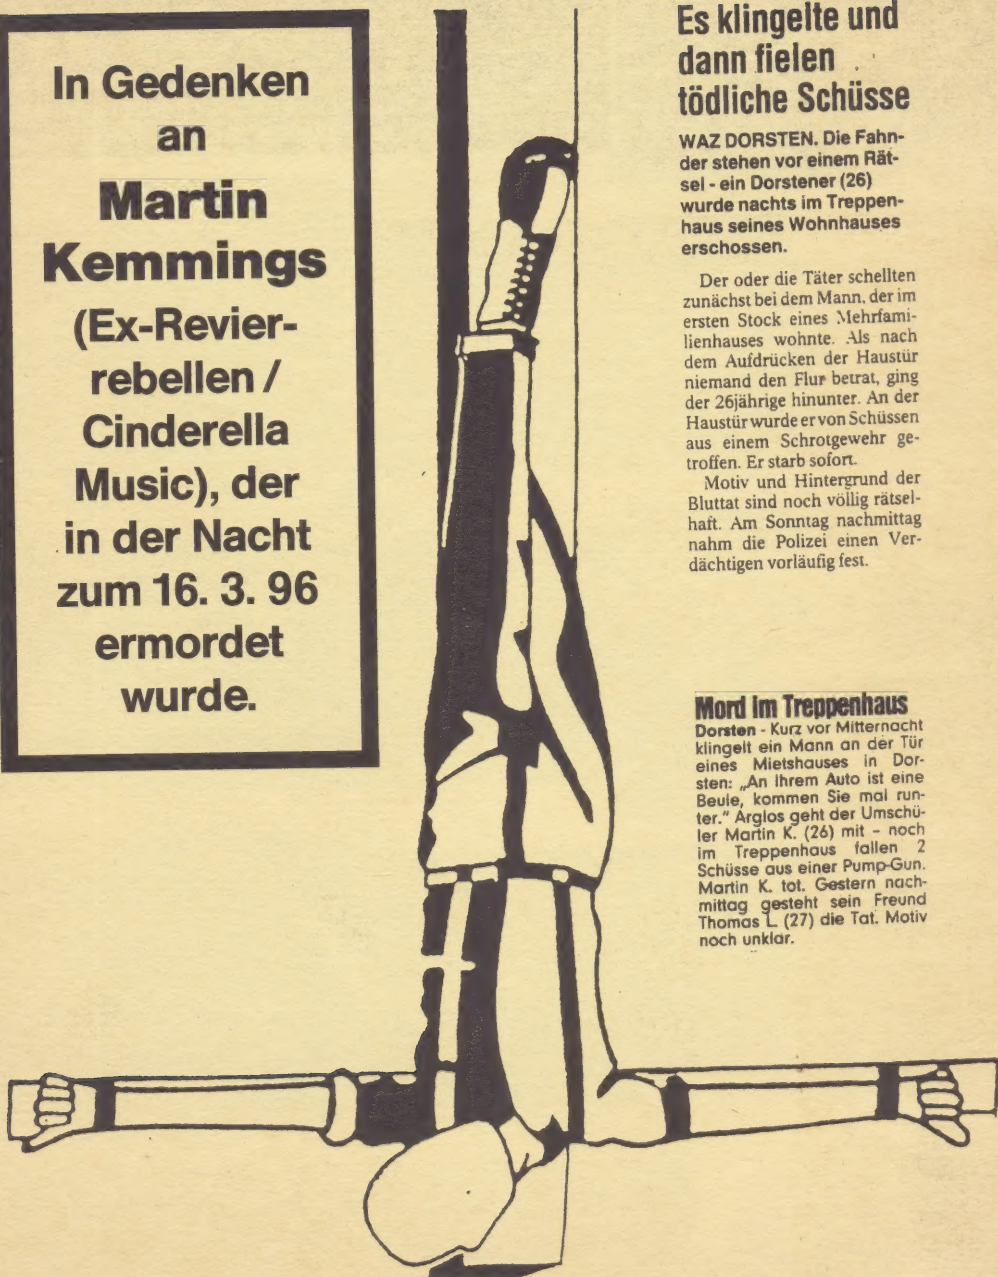 In Gedenken
an
Martin
Kemmings
(Ex-Revier-
rebellen /
Cinderella
Music), der
in der Nacht
zum 16. 3. 96
ermordet
wurde.
Es klingelte und
dann fielen
tödliche Schüsse
WAZ DORSTEN. Die Fahn-
der stehen vor einem Rät-
sel - ein Dorstener (26)
wurde nachts im Treppen-
haus seines Wohnhauses
erschossen.
Der oder die Täter schellten
zunächst bei dem Mann, der im
ersten Stock eines Mehrfami-
lienhauses wohnte. Als nach
dem Aufdrücken der Haustür
niemand den Flur betrat, ging
der 26jährige hinunter. An der
Haustür wurde er von Schüssen
aus einem Schrotgewehr ge-
troffen. Er starb sofort.
Motiv und Hintergrund der
Bluttat sind noch völlig rätsel-
haft. Am Sonntag nachmittag
nahm die Polizei einen Ver-
dächtigen vorläufig fest.
Mord im Treppenhaus
Dorsten - Kurz vor Mitternacht
klingelt ein Mann an der Tür
eines Mietshauses in Dor-
sten: „An Ihrem Auto ist eine
Beule, kommen Sie mal run-
ter." Arglos geht der Umschü-
ler Martin K. (26) mit - noch
im Treppenhaus fallen 2
Schüsse aus einer Pump-Gun.
Martin K. tot. Gestern nach-
mittag gesteht sein Freund
Thomas L. (27) die Tat. Motiv
noch unklar.